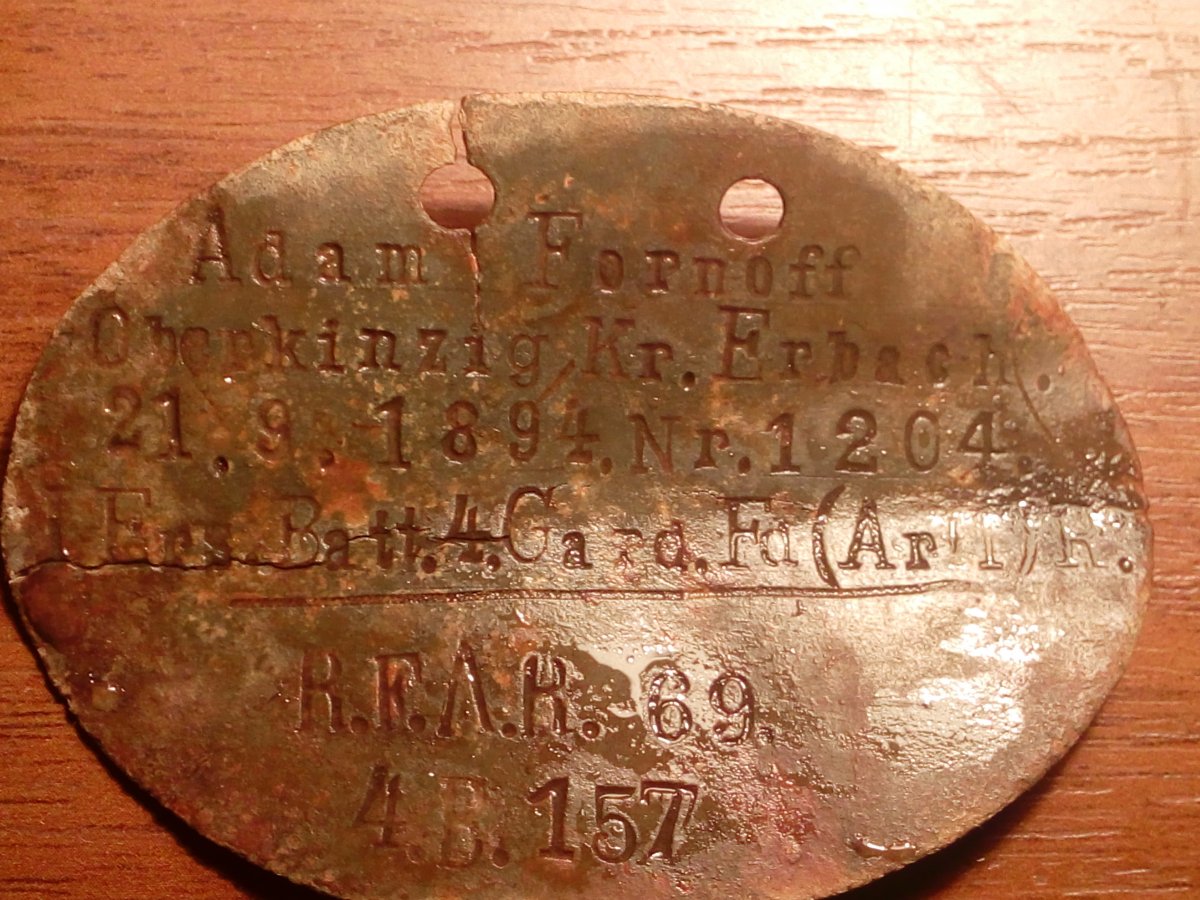 Adam Fornoff
Oberkinzig Kr. Erbach.
21.9.1894. Nr. 1204.
1 Ers. Batt. 4. Gard. Fd (Art) R.
R.F.A.R. 69.
4.B. 157